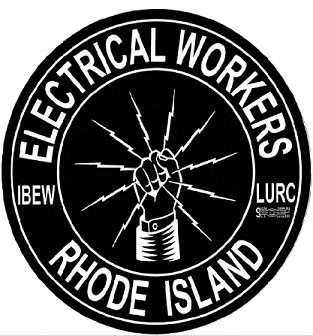 ELECTRICAL WORKERS
IBEW
LURC
RHODE ISLAND